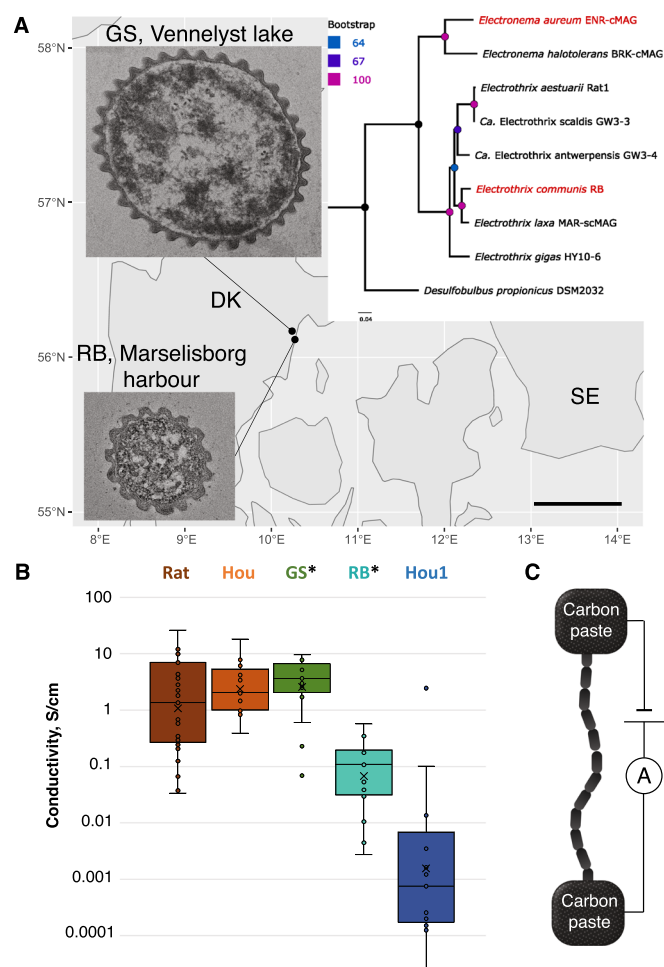 A
GS, Vennelyst lake
58°N
57°N
56°N
55°N
8°E
9°E
10°E
11°E
12°E
13°E
14°E
DK
RB, Marselisborg
harbour
SE
Bootstrap
64
67
100
Electronema aureum ENR-cMAG
Electronema halotolerans BRK-cMAG
Electrothrix aestuarii Rat1
Ca. Electrothrix scaldis GW3-3
Ca. Electrothrix antwerpensis GW3-4
Electrothrix communis RB
Electrothrix laxa MAR-scMAG
Electrothrix gigas HY10-6
Desulfobulbus propionicus DSM2032
0.04
B
Rat
Hou
GS*
RB*
Hou1
Conductivity, S/cm
100
10
1
0.1
0.01
0.001
0.0001
C
Carbon
paste
A
Carbon
paste